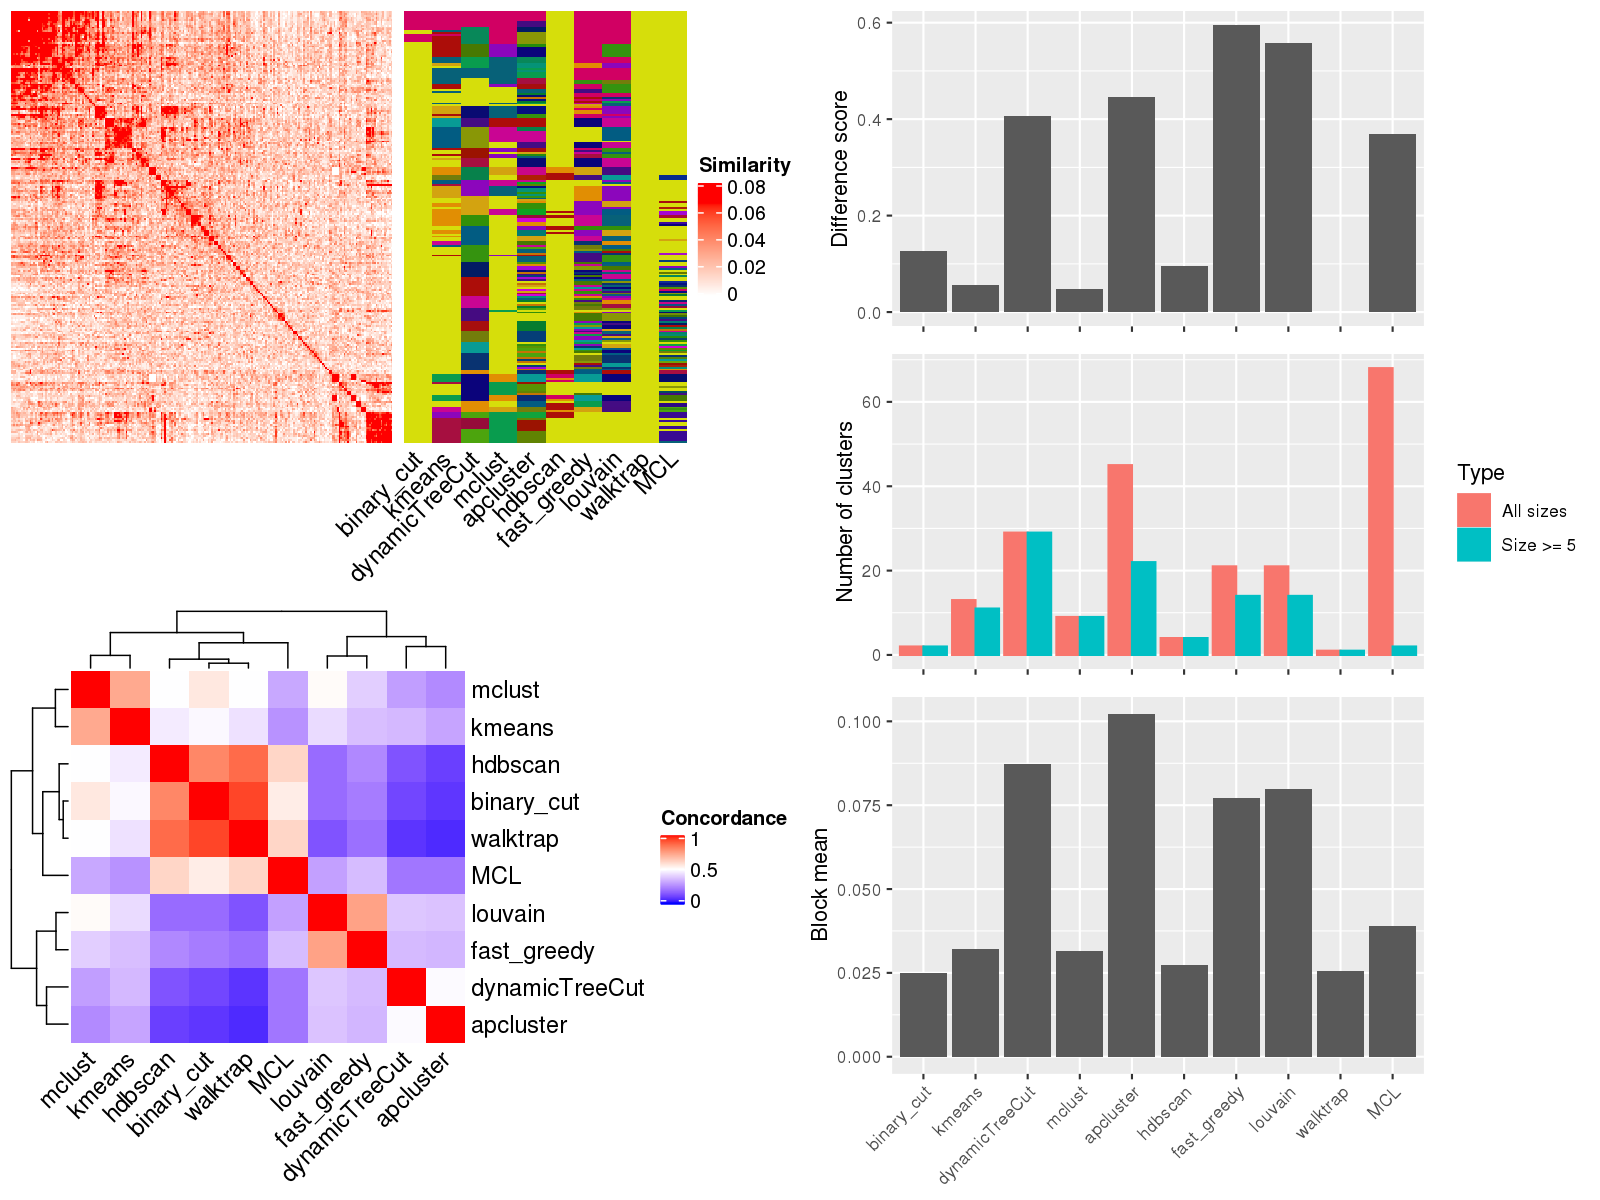 Similarity
0.08
0.06
0.04
0.02
0
binary_cut
kmeans
dynamicTreeCut
mclust
apcluster
hdbscan
fast_greedy
louvain
walktrap
MCL
mclust
kmeans
hdbscan
binary_cut
walktrap
MCL
louvain
fast_greedy
dynamicTreeCut
apcluster
mclust
kmeans
hdbscan
binary_cut
walktrap
MCL
louvain
fast_greedy
dynamicTreeCut
apcluster
Concordance
1
0.5
0
Difference score
0.6
0.4
0.2
0.0
Number of clusters
60
40
20
0
Type
All sizes
Size >= 5
Block mean
0.100
0.075
0.050
0.025
0.000
binary_cut
kmeans
dynamicTreeCut
mclust
apcluster
hdbscan
fast_greedy
louvain
walktrap
MCL